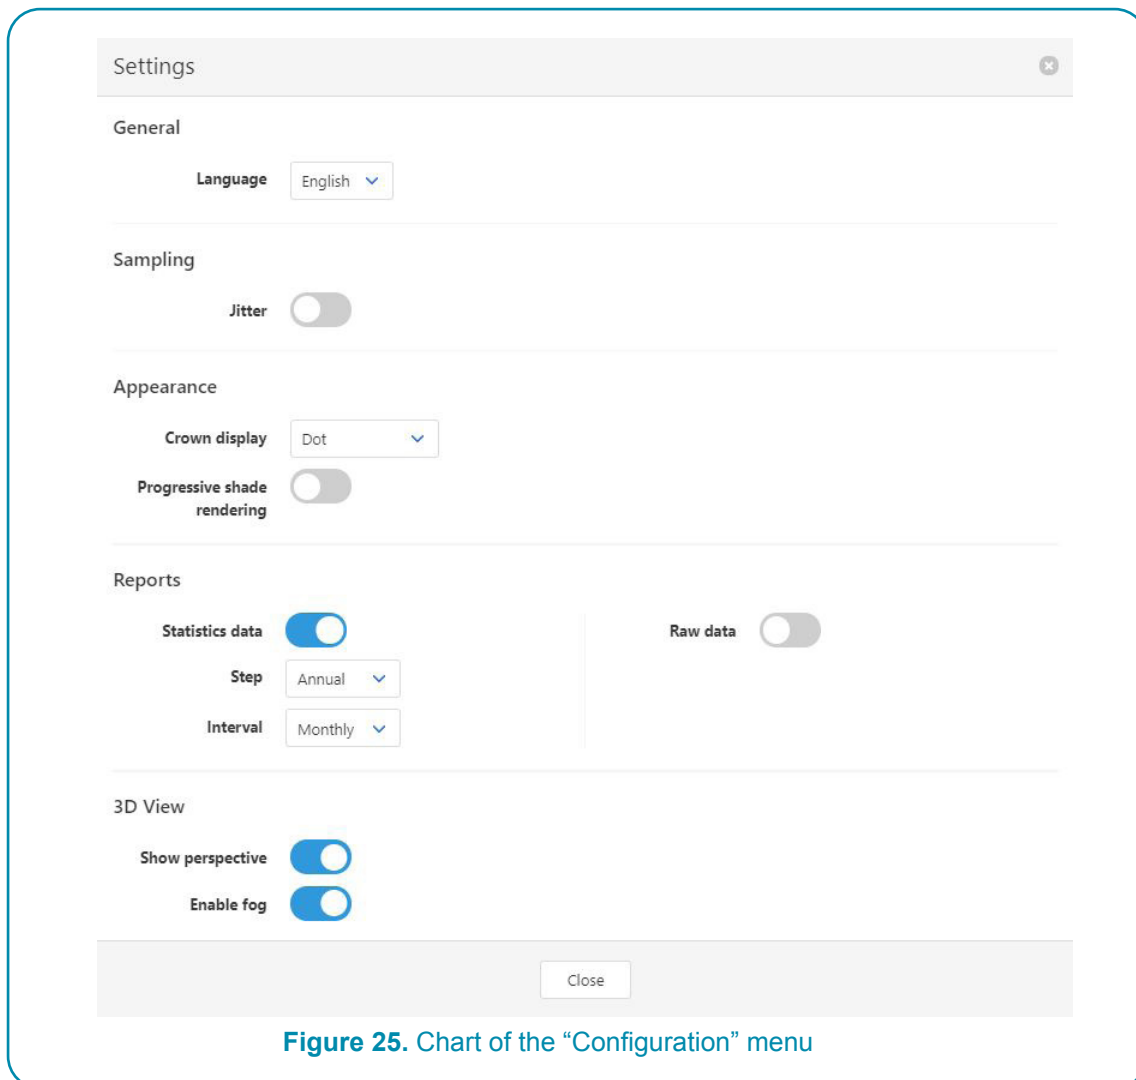 Settings
General
Language English
Sampling
Jitter
Appearance
Crown display Dot
Progressive shade
rendering
Reports
Statistics data Raw data
Step Annual
Interval Monthly
3D View
Show perspective
Enable fog
Close
Figure 25. Chart of the “Configuration” menu